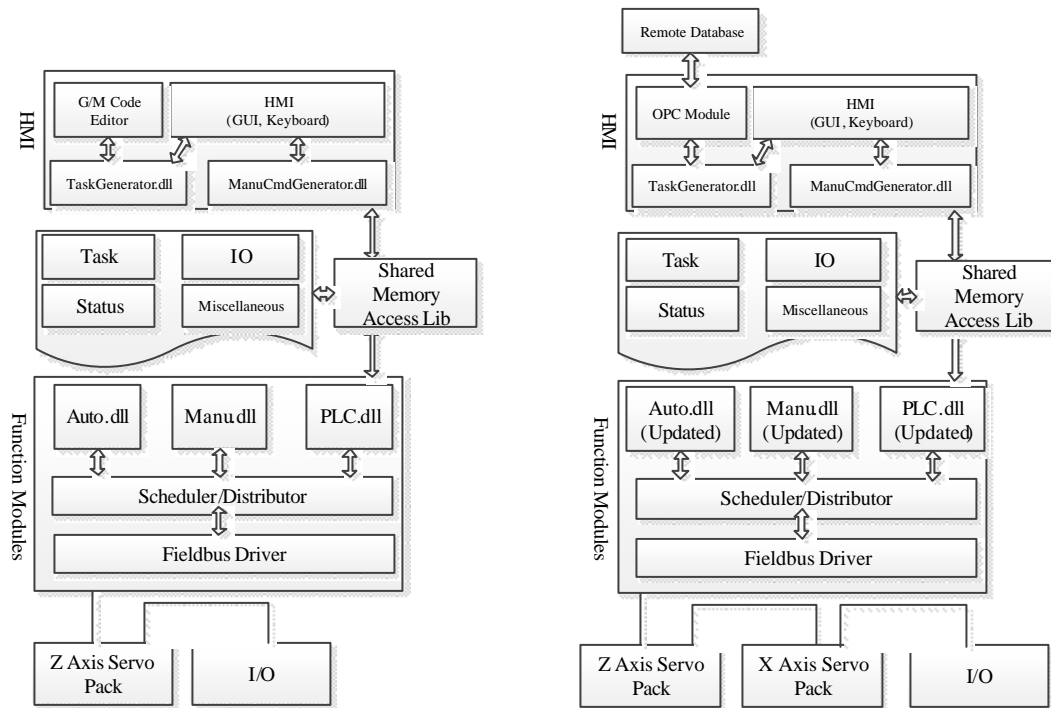 HMI
G/M Code
Editor
HMI
(GUI, Keyboard)
TaskGenerator.dll
ManuCmdGenerator.dll
Task
IO
Status
Miscellaneous
Shared
Memory
Access Lib
Function Modules
Auto.dll
Manu.dll
PLC.dll
Scheduler/Distributor
Fieldbus Driver
Z Axis Servo
Pack
I/O
Remote Database
HMI
OPC Module
HMI
(GUI, Keyboard)
TaskGenerator.dll
ManuCmdGenerator.dll
Task
IO
Status
Miscellaneous
Shared
Memory
Access Lib
Function Modules
Auto.dll
(Updated)
Manu.dll
(Updated)
PLC.dll
(Updated)
Scheduler/Distributor
Fieldbus Driver
Z Axis Servo
Pack
X Axis Servo
Pack
I/O